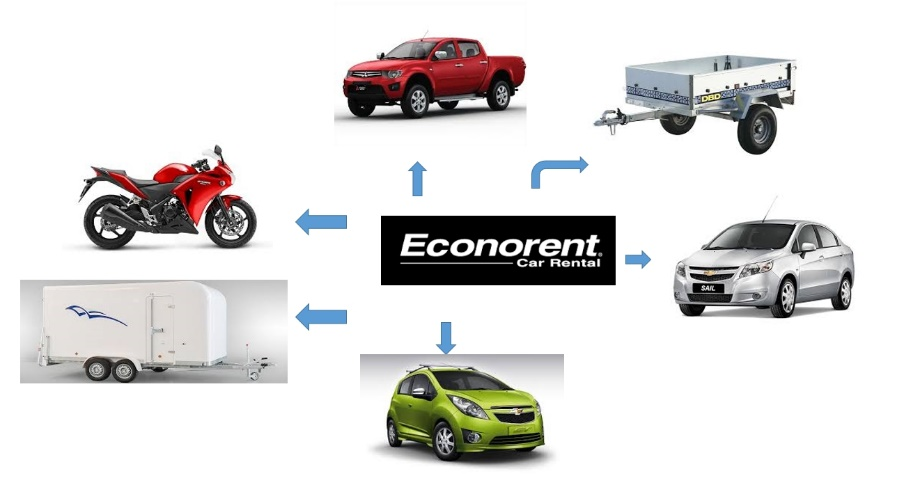 DBD
Econorent
Car Rental
SAIL